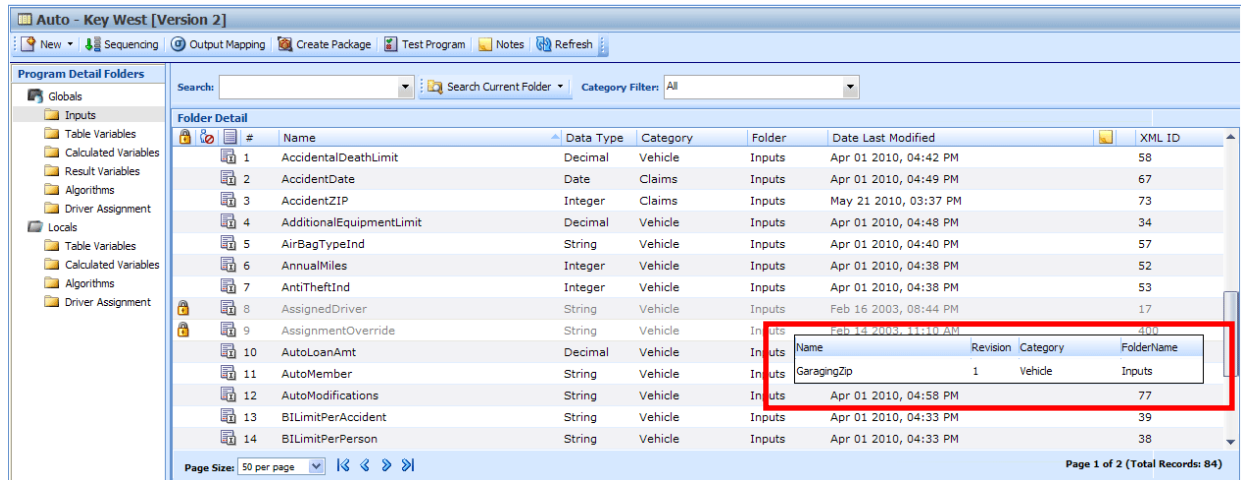 Auto - Key West [Version 2]
New Sequencing Output Mapping Create Package Test Program Notes Refresh
Program Detail Folders
Globals
Inputs
Table Variables
Calculated Variables
Result Variables
Algorithms
Driver Assignment
Locals
Table Variables
Calculated Variables
Algorithms
Driver Assignment
Search: Search Current Folder Category Filter: All
Folder Detail
# Name Data Type Category Folder Date Last Modified XML ID
1 AccidentalDeathLimit Decimal Vehicle Inputs Apr 01 2010, 04:42 PM 58
2 AccidentDate Date Claims Inputs Apr 01 2010, 04:49 PM 67
3 AccidentZIP Integer Claims Inputs May 21 2010, 03:37 PM 73
4 AdditionalEquipmentLimit Decimal Vehicle Inputs Apr 01 2010, 04:48 PM 34
5 AirBagTypeInd String Vehicle Inputs Apr 01 2010, 04:40 PM 57
6 AnnualMiles Integer Vehicle Inputs Apr 01 2010, 04:38 PM 52
7 AntiTheftInd Integer Vehicle Inputs Apr 01 2010, 04:38 PM 53
8 AssignedDriver String Vehicle Inputs Feb 16 2003, 08:44 PM 17
9 AssignmentOverride String Vehicle Inputs Feb 14 2003, 11:10 AM 400
10 AutoLoanAmt Decimal Vehicle Inputs
11 AutoMember String Vehicle Inputs
Name Revision Category FolderName
GaragingZip 1 Vehicle Inputs
12 AutoModifications String Vehicle Inputs Apr 01 2010, 04:58 PM 77
13 BILimitPerAccident String Vehicle Inputs Apr 01 2010, 04:33 PM 39
14 BILimitPerPerson String Vehicle Inputs Apr 01 2010, 04:33 PM 38
Page Size: 50 per page Page 1 of 2 (Total Records: 84)